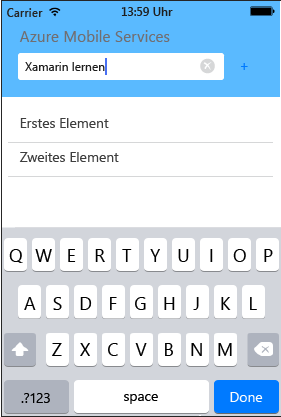 Carrier 13:59 Uhr
Azure Mobile Services
Xamarin lernen +
Erstes Element
Zweites Element
Q W E R T Y U I O P
A S D F G H J K L
Z X C V B N M
.?123 space Done